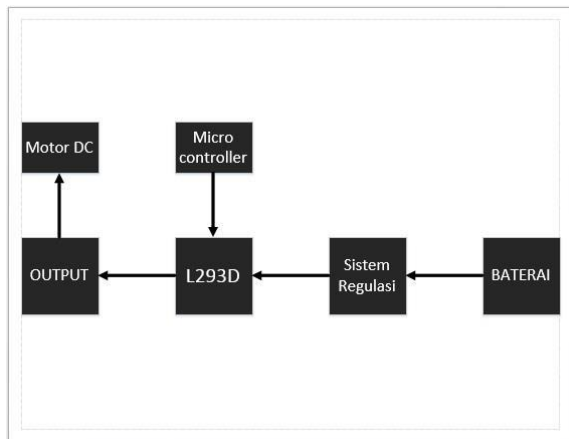 Motor DC
Micro
controller
OUTPUT
L293D
Sistem
Regulasi
BATERAI